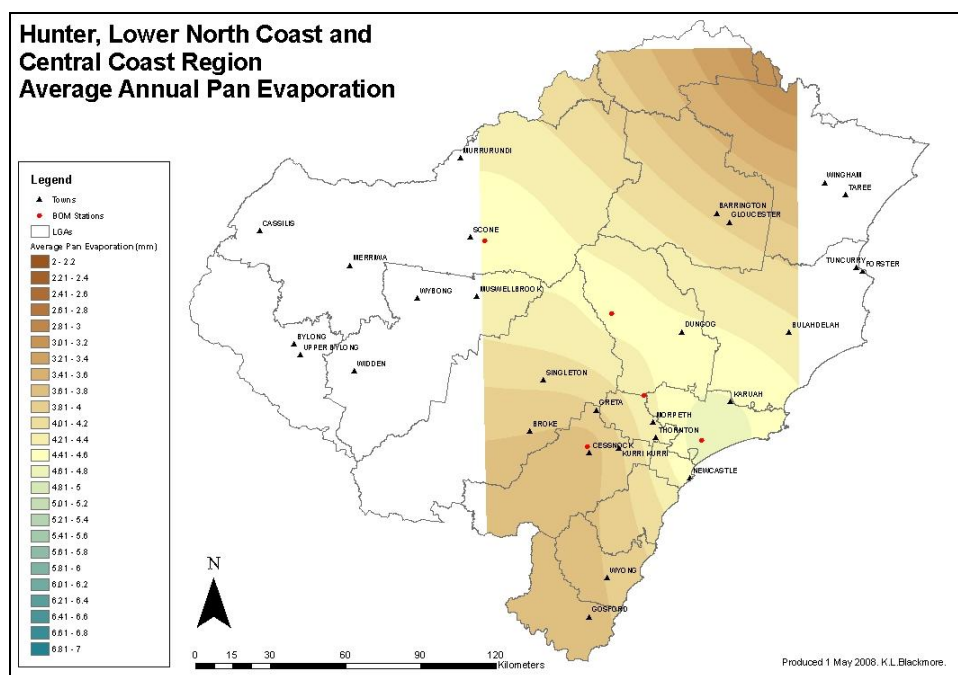 Hunter, Lower North Coast and
Central Coast Region
Average Annual Pan Evaporation
Legend
Towns
BOM Stations
LGAs
Average Pan Evaporation (mm)
2 - 2.2
2.21 - 2.4
2.41 - 2.6
2.61 - 2.8
2.81 - 3
3.01 - 3.2
3.21 - 3.4
3.41 - 3.6
3.61 - 3.8
3.81 - 4
4.01 - 4.2
4.21 - 4.4
4.41 - 4.6
4.61 - 4.8
4.81 - 5
5.01 - 5.2
5.21 - 5.4
5.41 - 5.6
5.61 - 5.8
5.81 - 6
6.01 - 6.2
6.21 - 6.4
6.41 - 6.6
6.61 - 6.8
6.81 - 7
MURRURUNDI
WINGHAM
TAREE
CASSILIS
SCONE
BARRINGTON
GLOUCESTER
MERRIWA
TUNCURRY
FORSTER
WYBONG
MUSWELLBROOK
DUNGOG
BULAHDELAH
BYLONG
UPPER BYLONG
WIDDEN
SINGLETON
KARUAH
GRETA
MORPETH
BROKE
THORNTON
CESSNOCK
KURRI KURRI
NEWCASTLE
WYONG
GOSFORD
N
0 15 30 60 90 120
Kilometers
Produced 1 May 2008. K.L.Blackmore.